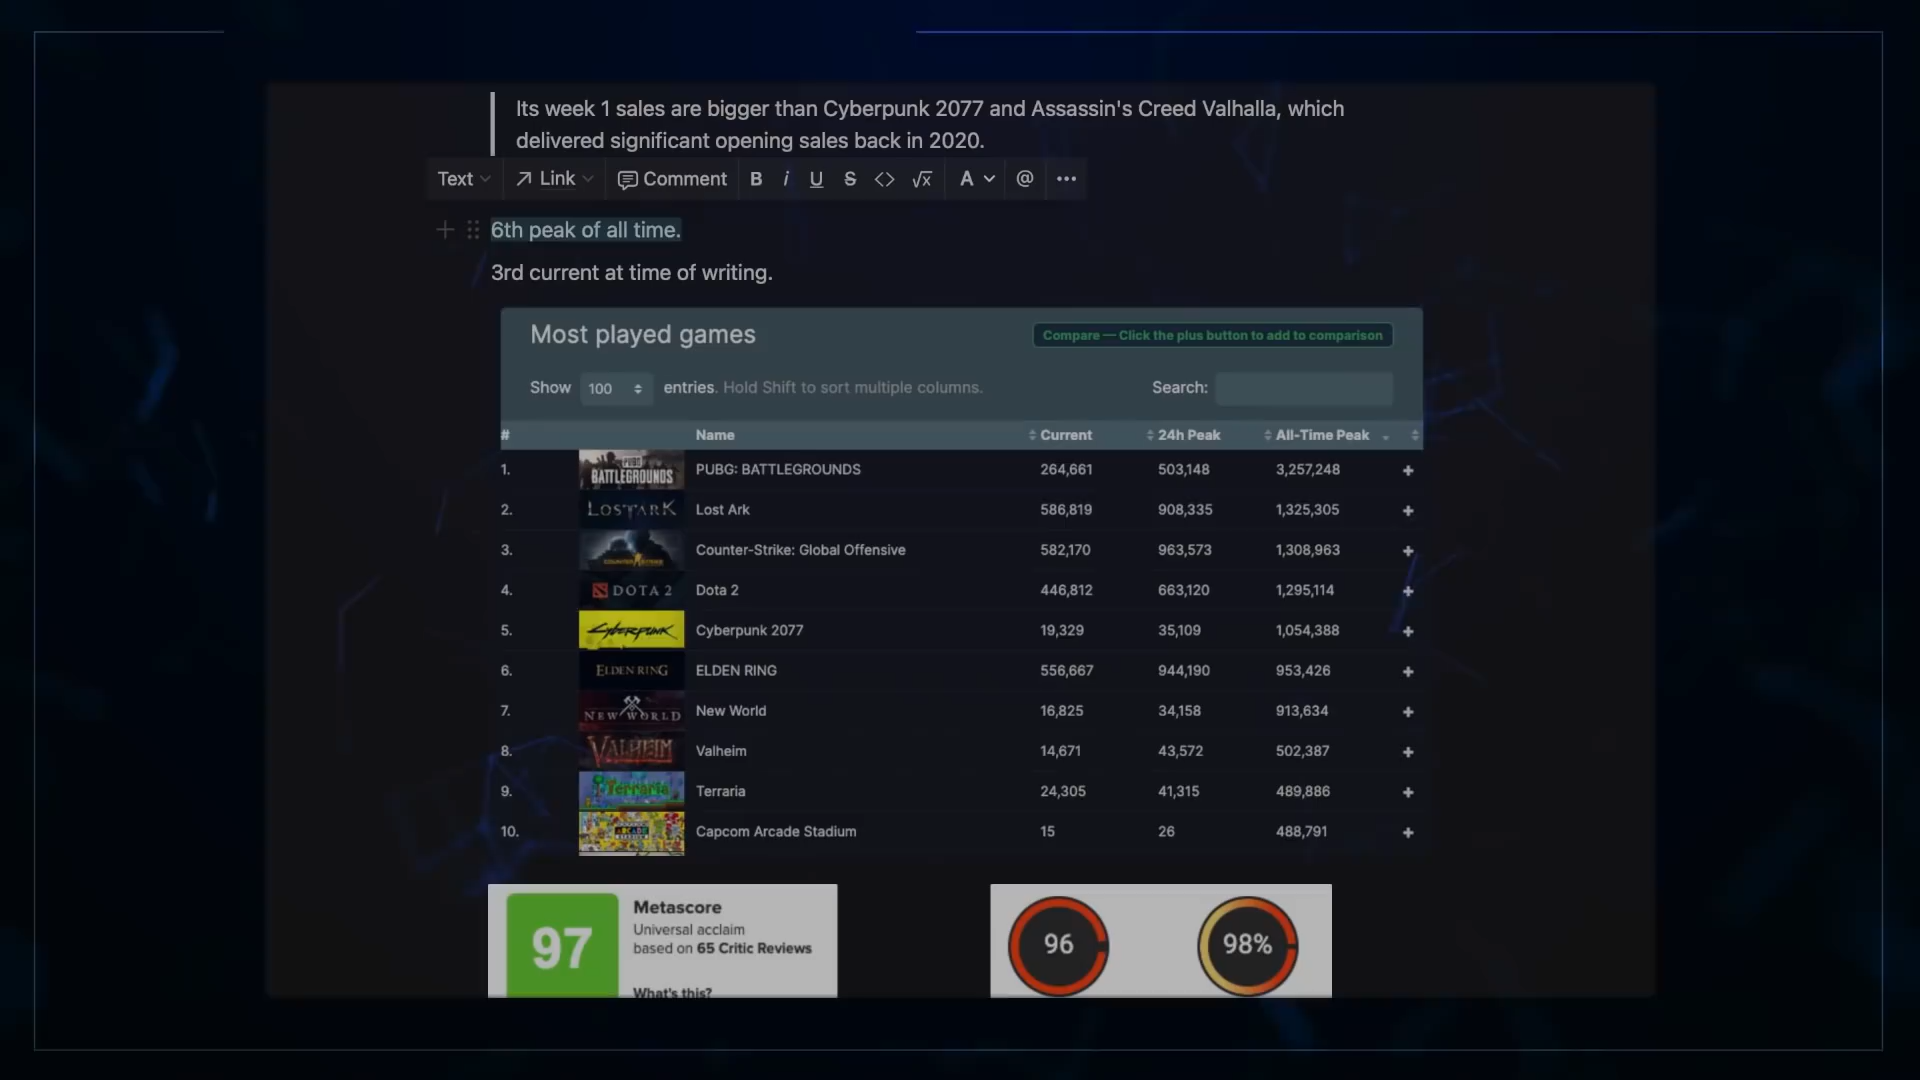 Its week 1 sales are bigger than Cyberpunk 2077 and Assassin's Creed Valhalla, which
delivered significant opening sales back in 2020.
Text Link Comment B i U S <> √x A @ •••
6th peak of all time.
3rd current at time of writing.
Most played games Compare — Click the plus button to add to comparison
Show 100 entries. Hold Shift to sort multiple columns. Search:
# Name Current 24h Peak All-Time Peak
1. PUBG BATTLEGROUNDS PUBG: BATTLEGROUNDS 264,661 503,148 3,257,248 +
2. LOST ARK Lost Ark 586,819 908,335 1,325,305 +
3. COUNTER STRIKE Counter-Strike: Global Offensive 582,170 963,573 1,308,963 +
4. DOTA 2 Dota 2 446,812 663,120 1,295,114 +
5. Cyberpunk Cyberpunk 2077 19,329 35,109 1,054,388 +
6. ELDEN RING ELDEN RING 556,667 944,190 953,426 +
7. NEW WORLD New World 16,825 34,158 913,634 +
8. VALHEIM Valheim 14,671 43,572 502,387 +
9. Terraria Terraria 24,305 41,315 489,886 +
10. ARCADE Capcom Arcade Stadium 15 26 488,791 +
97 Metascore
Universal acclaim
based on 65 Critic Reviews
What's this?
96 98%